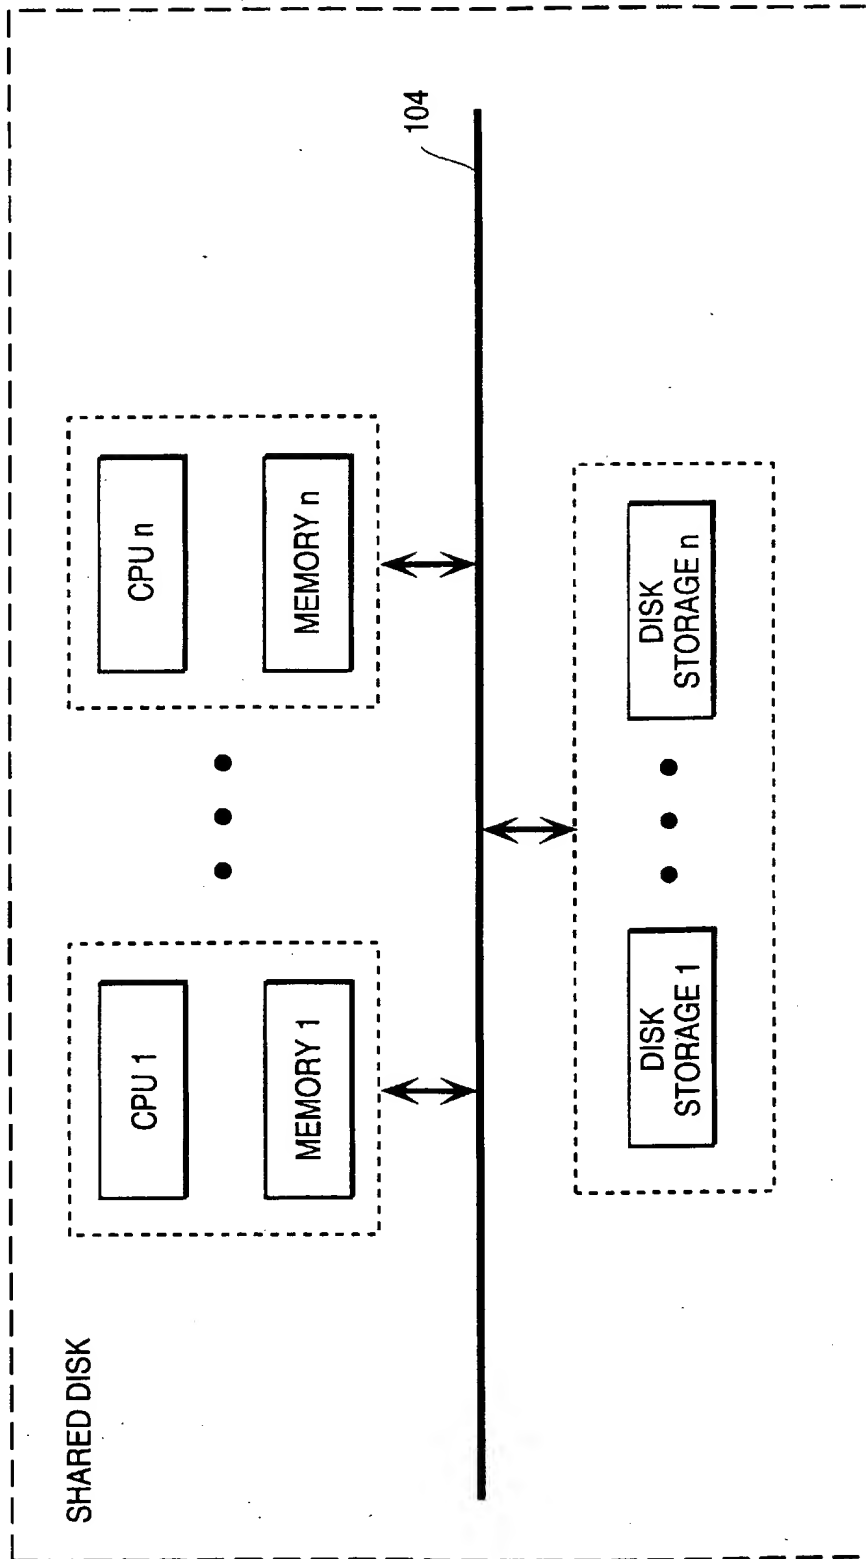 SHARED DISK
CPU 1
MEMORY 1
CPU n
MEMORY n
104
DISK
STORAGE 1
DISK
STORAGE n